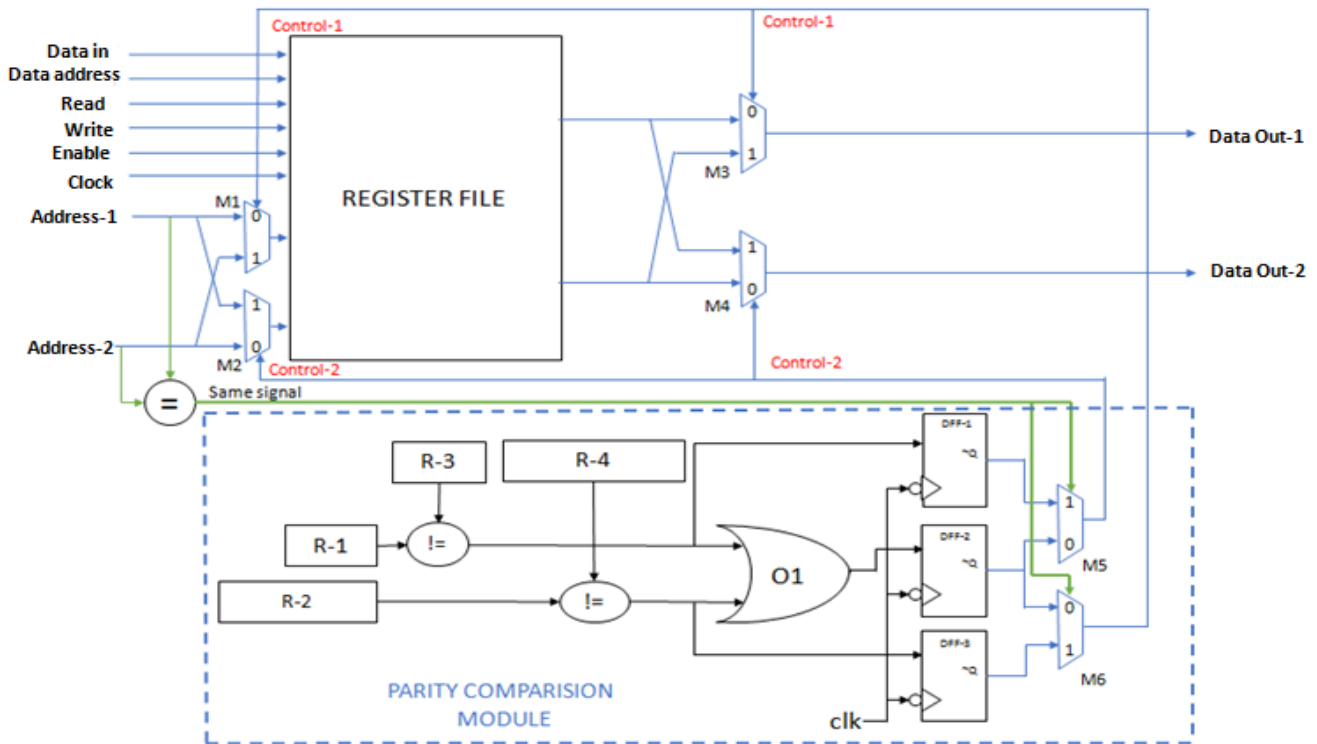 Control-1
Control-1
Data in
Data address
Read
Write
Enable
Clock
Address-1
Address-2
M1
0
1
1
0
M2
REGISTER FILE
0
1
M3
1
0
M4
Data Out-1
Data Out-2
Control-2
Control-2
=
Same signal
R-3
R-4
R-1
!=
R-2
!=
O1
DFF-1
~Q
DFF-2
~Q
DFF-3
~Q
1
0
M5
0
1
M6
clk
PARITY COMPARISION
MODULE